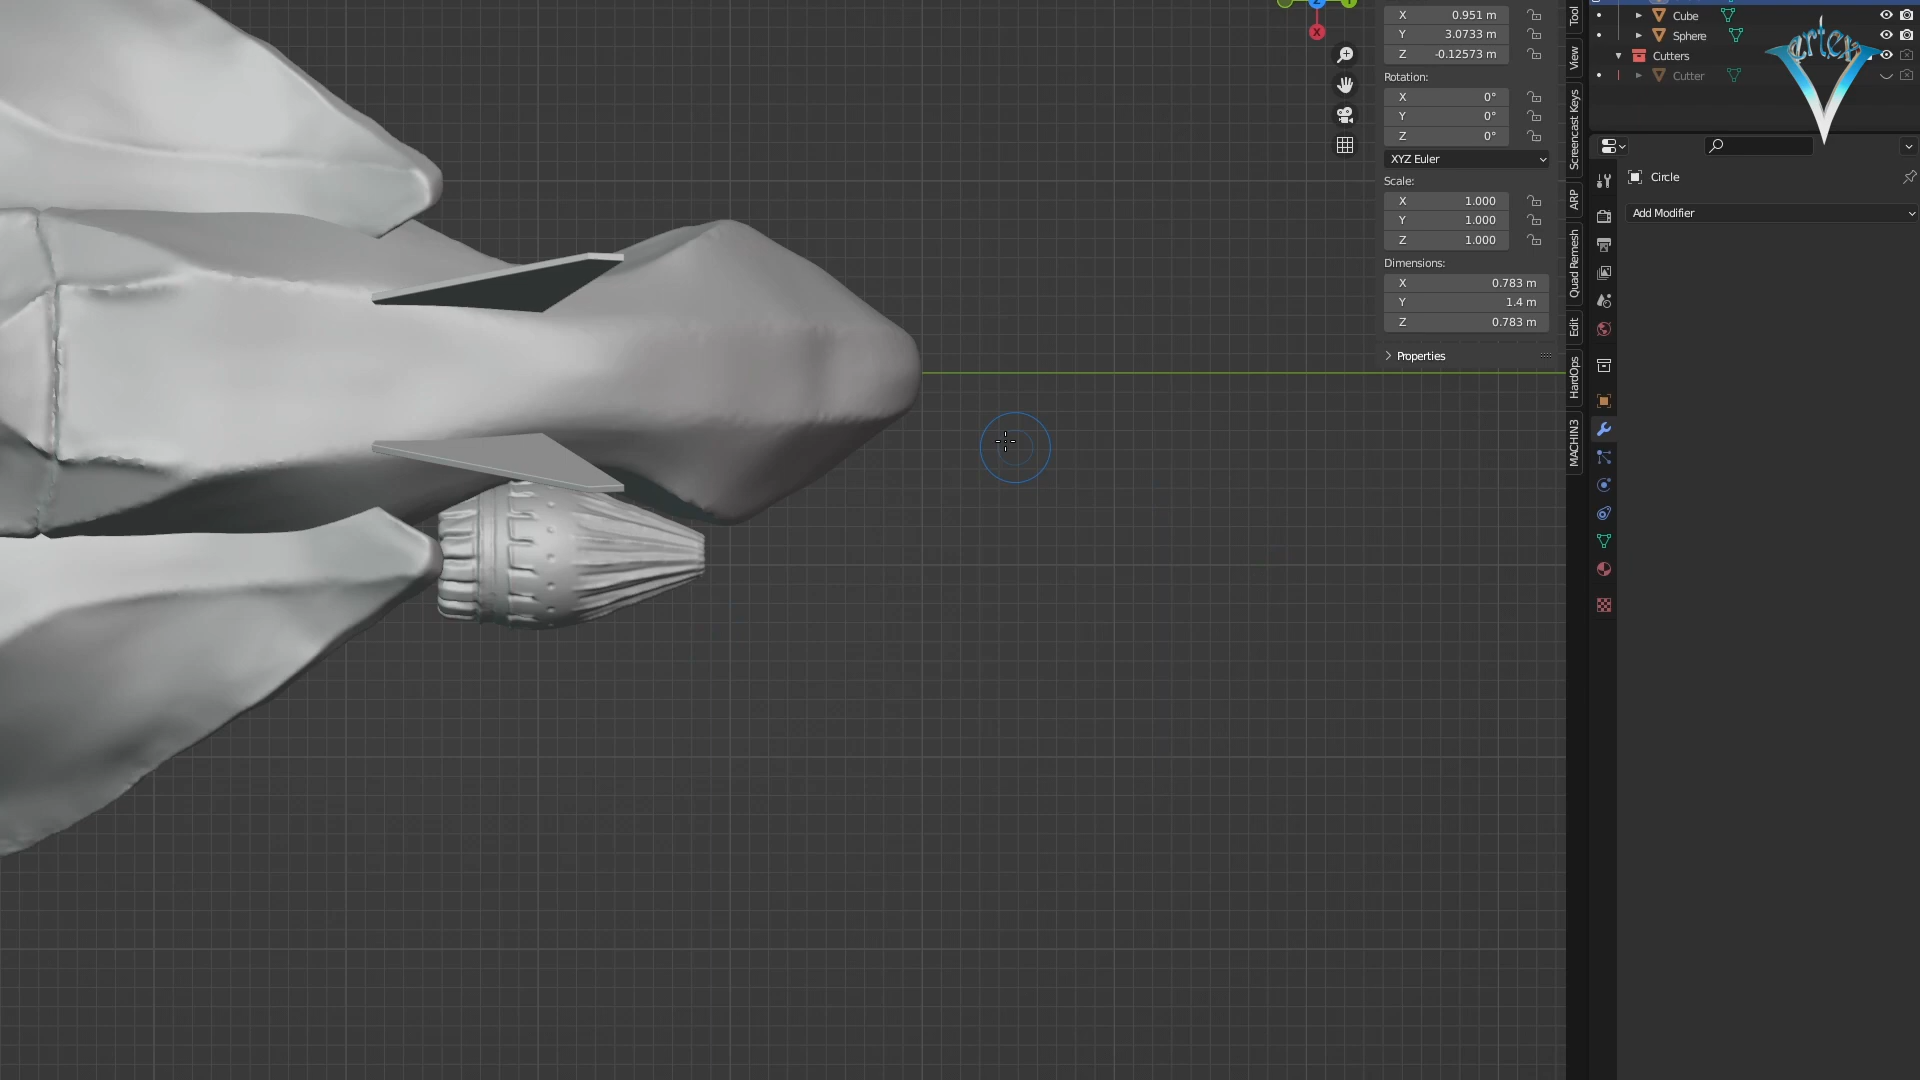 X 0.951 m
Y 3.0733 m
Z -0.12573 m
Rotation:
X 0°
Y 0°
Z 0°
XYZ Euler
Scale:
X 1.000
Y 1.000
Z 1.000
Dimensions:
X 0.783 m
Y 1.4 m
Z 0.783 m
Properties
X
Tool
View
Screencast Keys
ARP
Quad Remesh
Edit
HardOps
MACHIN3
Cube
Sphere
Cutters
Cutter
ertex
Circle
Add Modifier